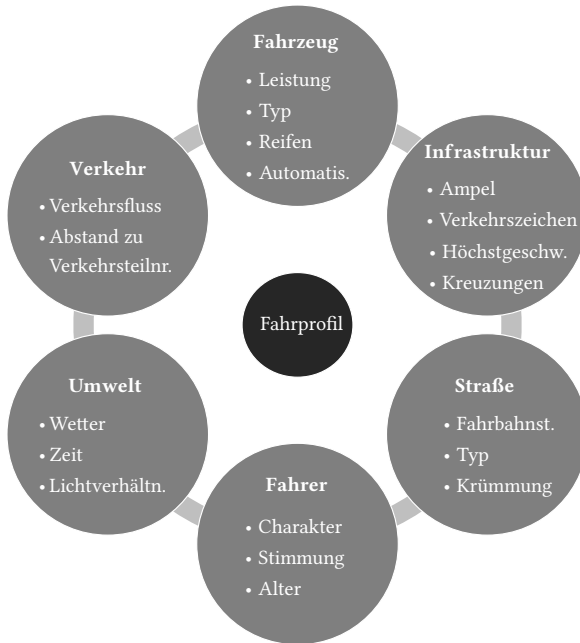 Fahrzeug
• Leistung
• Typ
• Reifen
• Automatis.
Infrastruktur
• Ampel
• Verkehrszeichen
• Höchstgeschw.
• Kreuzungen
Verkehr
• Verkehrsfluss
• Abstand zu
Verkehrsteilnr.
Fahrprofil
Umwelt
• Wetter
• Zeit
• Lichtverhältn.
Straße
• Fahrbahnst.
• Typ
• Krümmung
Fahrer
• Charakter
• Stimmung
• Alter